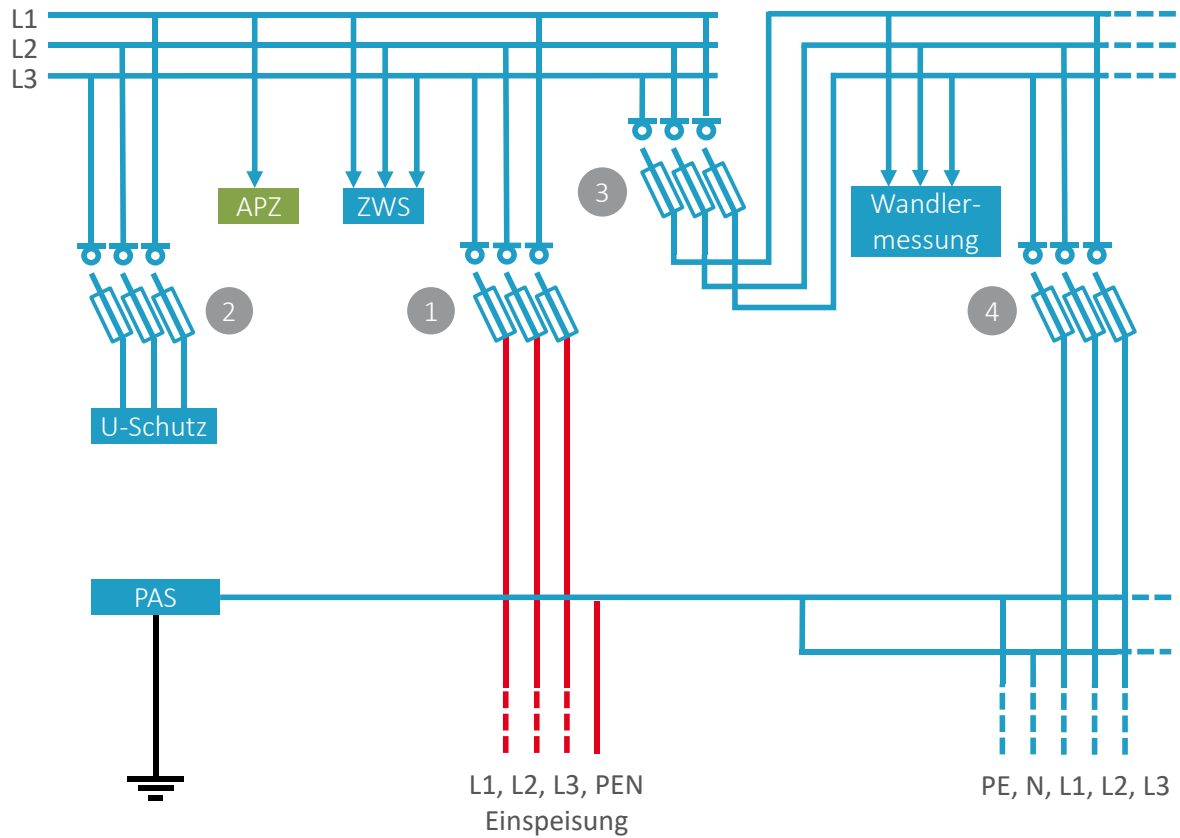 L1
L2
L3
APZ
ZWS
3
Wandler-
messung
2
1
4
U-Schutz
PAS
L1, L2, L3, PEN
Einspeisung
PE, N, L1, L2, L3